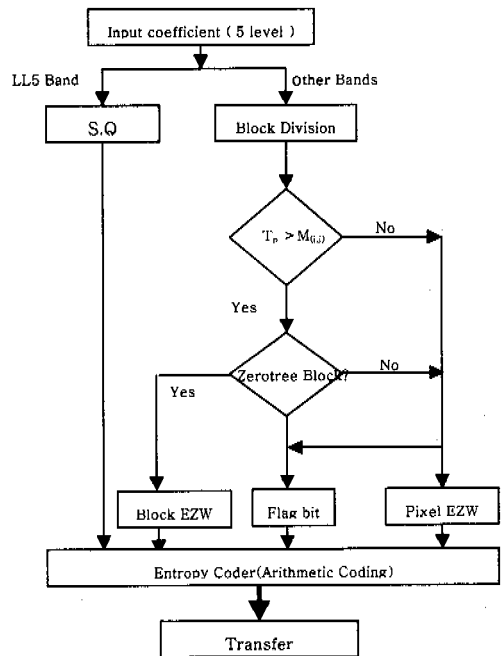 Input coefficient ( 5 level )
LL5 Band
Other Bands
S.Q
Block Division
Tₚ > M(i,j)
No
Yes
Zerotree Block?
No
Yes
Block EZW
Flag bit
Pixel EZW
Entropy Coder(Arithmetic Coding)
Transfer